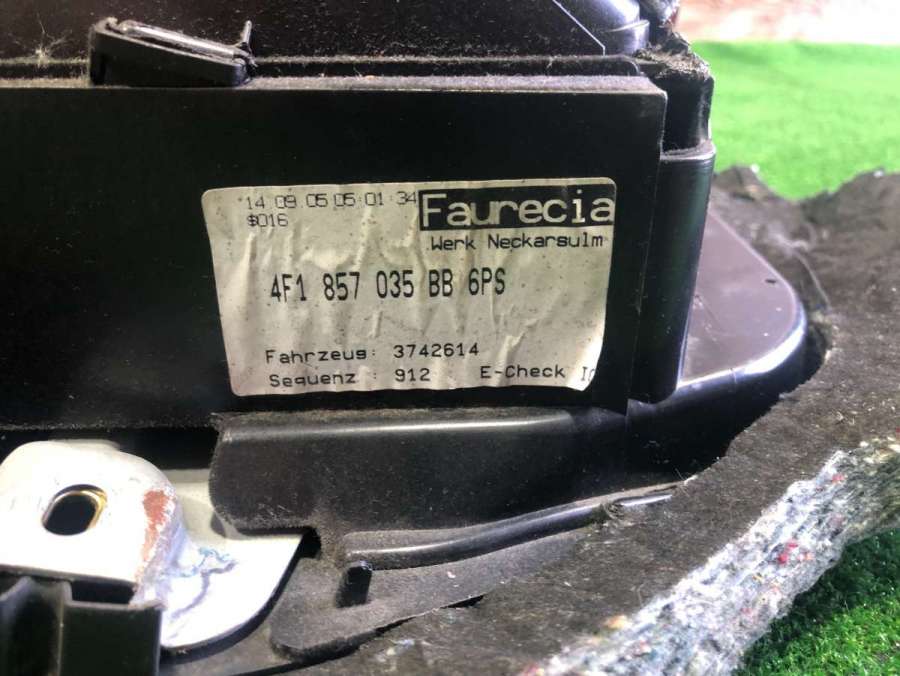 14.09.05 05:01:34 Faurecia
$016
Werk Neckarsulm
4F1 857 035 BB 6PS
Fahrzeug: 3742614
Sequenz : 912 E-Check